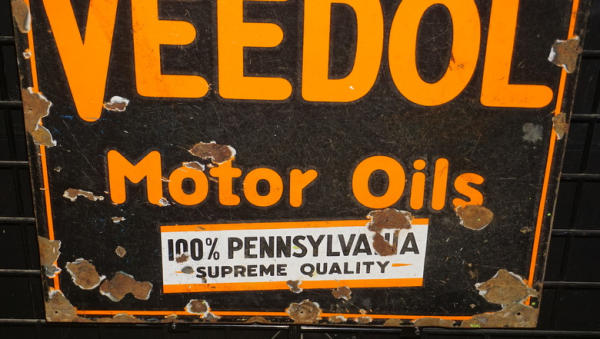 VEEDOL
Motor Oils
100% PENNSYLVANIA
SUPREME QUALITY